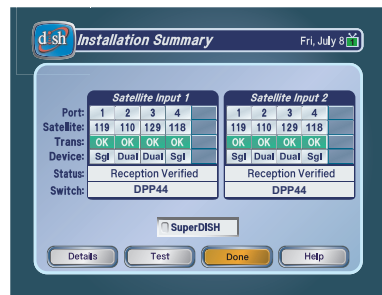 dish Installation Summary Fri, July 8
Satellite Input 1 Satellite Input 2
Port: 1 2 3 4 1 2 3 4
Satellite: 119 110 129 118 119 110 129 118
Trans: OK OK OK OK OK OK OK OK
Device: Sgl Dual Dual Sgl Sgl Dual Dual Sgl
Status: Reception Verified Reception Verified
Switch: DPP44 DPP44
SuperDISH
Details Test Done Help